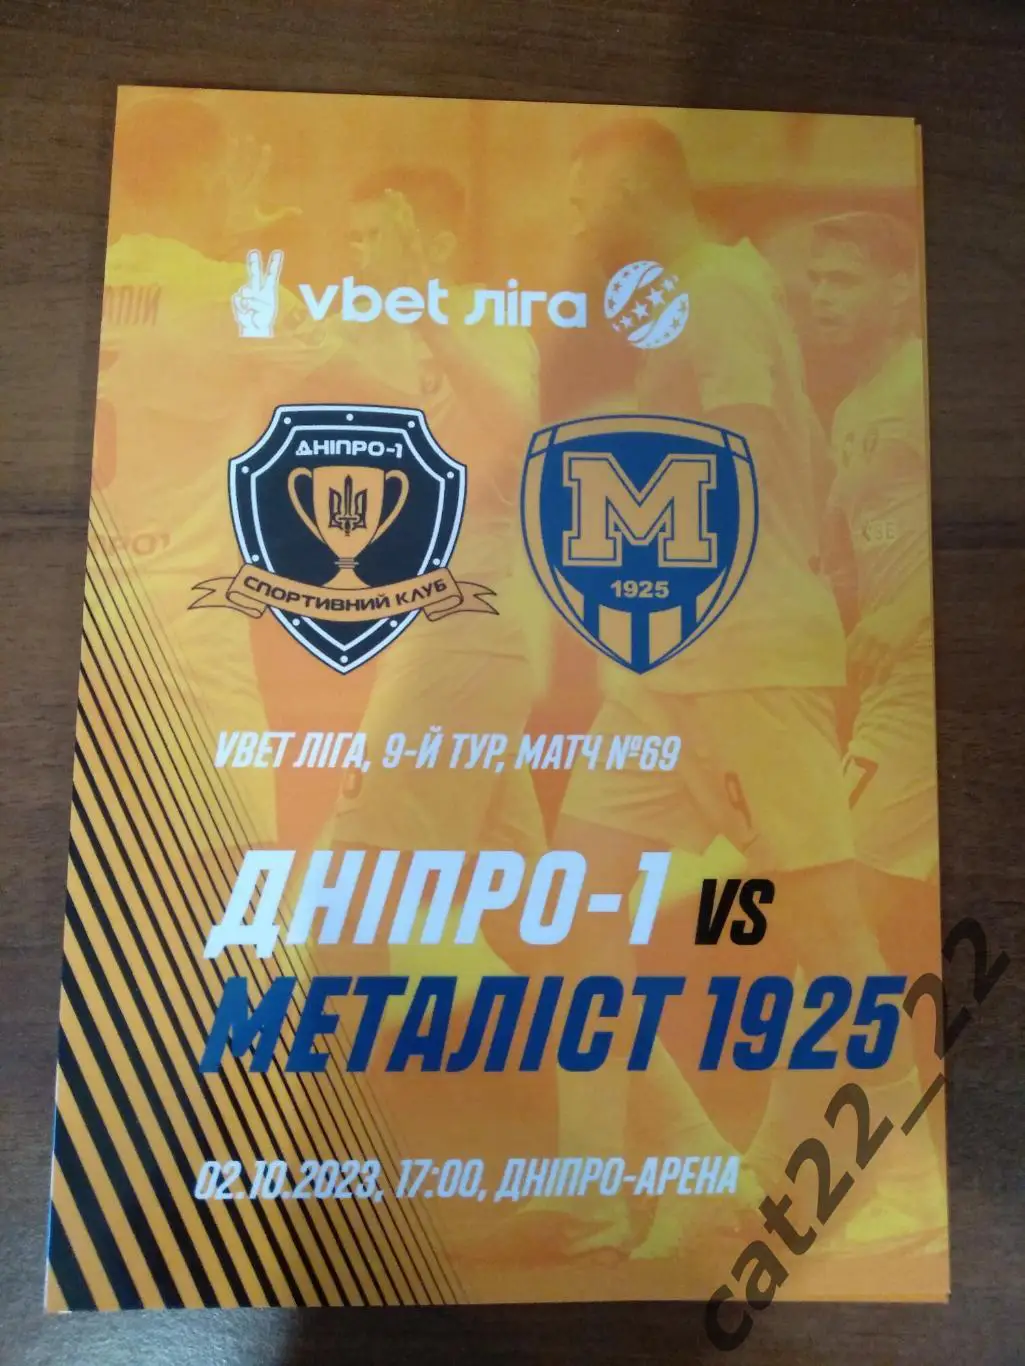 vbet ліга
ДНІПРО-1
СПОРТИВНИЙ КЛУБ
М
1925
VBET ЛІГА, 9-Й ТУР, МАТЧ №69
ДНІПРО-1 VS
МЕТАЛІСТ 1925
02.10.2023, 17:00, ДНІПРО-АРЕНА
cat22_22